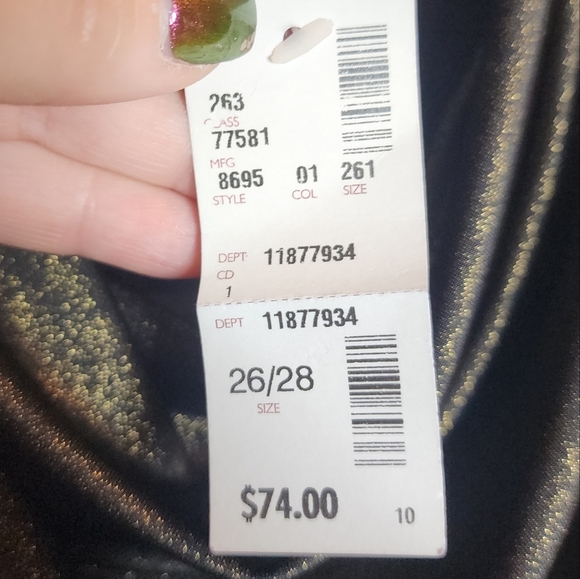 263
CLASS
77581
MFG
8695 01 261
STYLE COL SIZE
DEPT 11877934
CD
1
DEPT 11877934
26/28
SIZE
$74.00 10